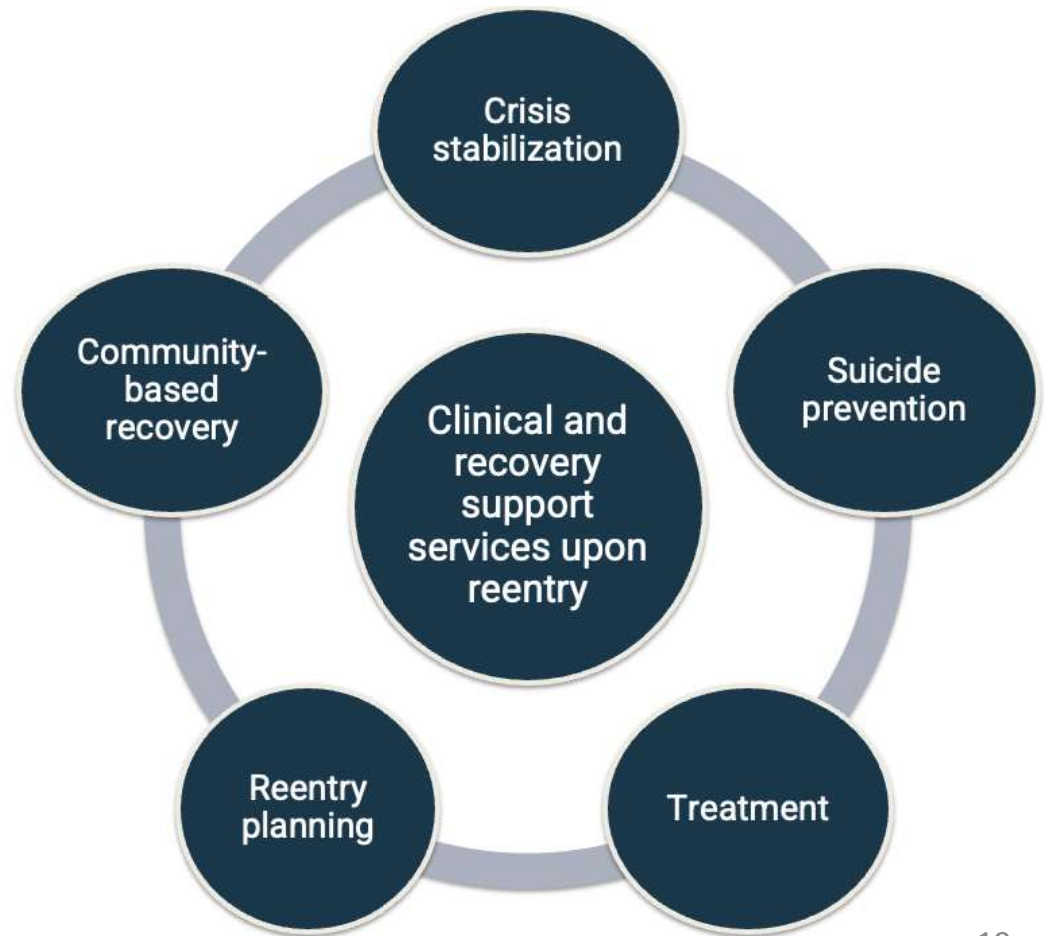 Crisis
stabilization
Suicide
prevention
Treatment
Reentry
planning
Community-
based
recovery
Clinical and
recovery
support
services upon
reentry